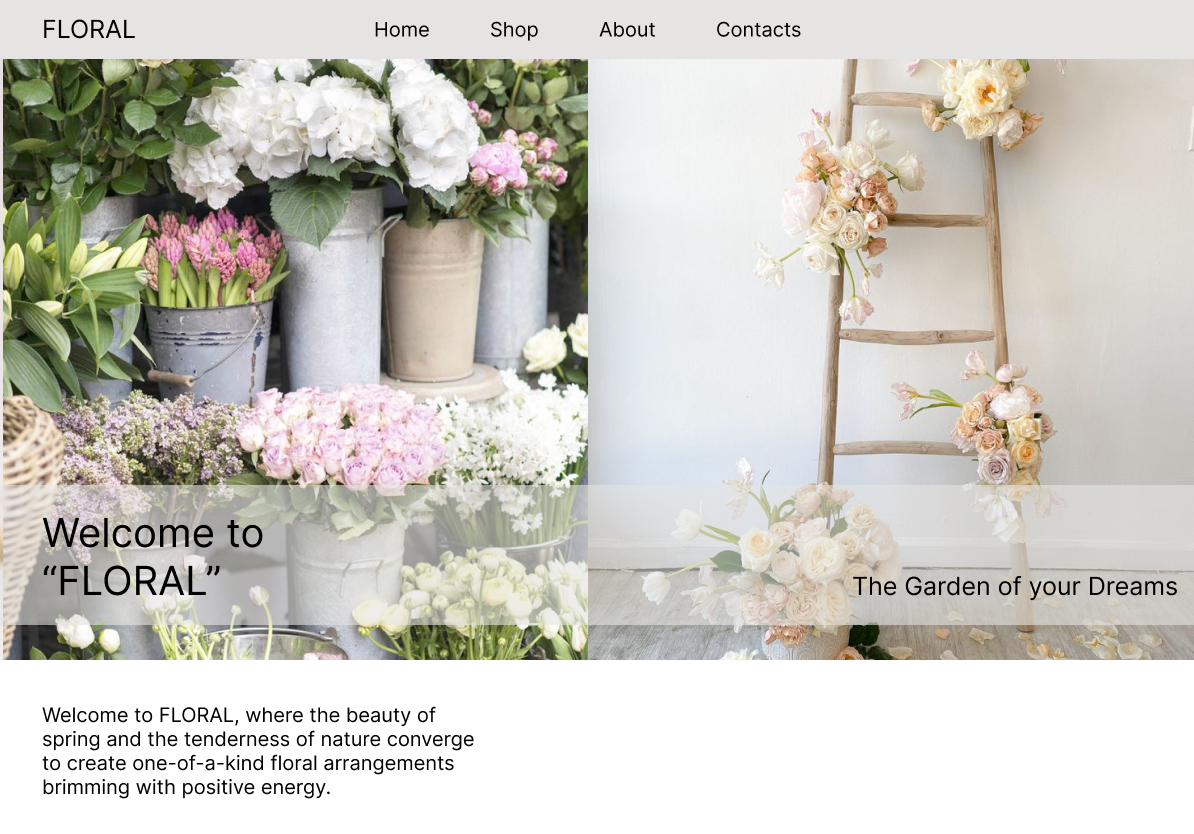 FLORAL
Home
Shop
About
Contacts
Welcome to
“FLORAL”
The Garden of your Dreams
Welcome to FLORAL, where the beauty of
spring and the tenderness of nature converge
to create one-of-a-kind floral arrangements
brimming with positive energy.